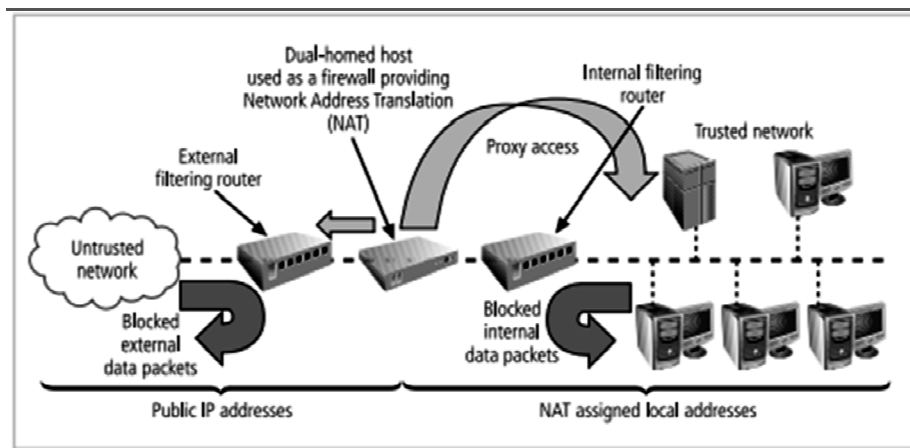 Dual-homed host
used as a firewall providing
Network Address Translation
(NAT)
Internal filtering
router
Trusted network
Proxy access
External
filtering router
Untrusted
network
Blocked
external
data packets
Blocked
internal
data packets
Public IP addresses
NAT assigned local addresses